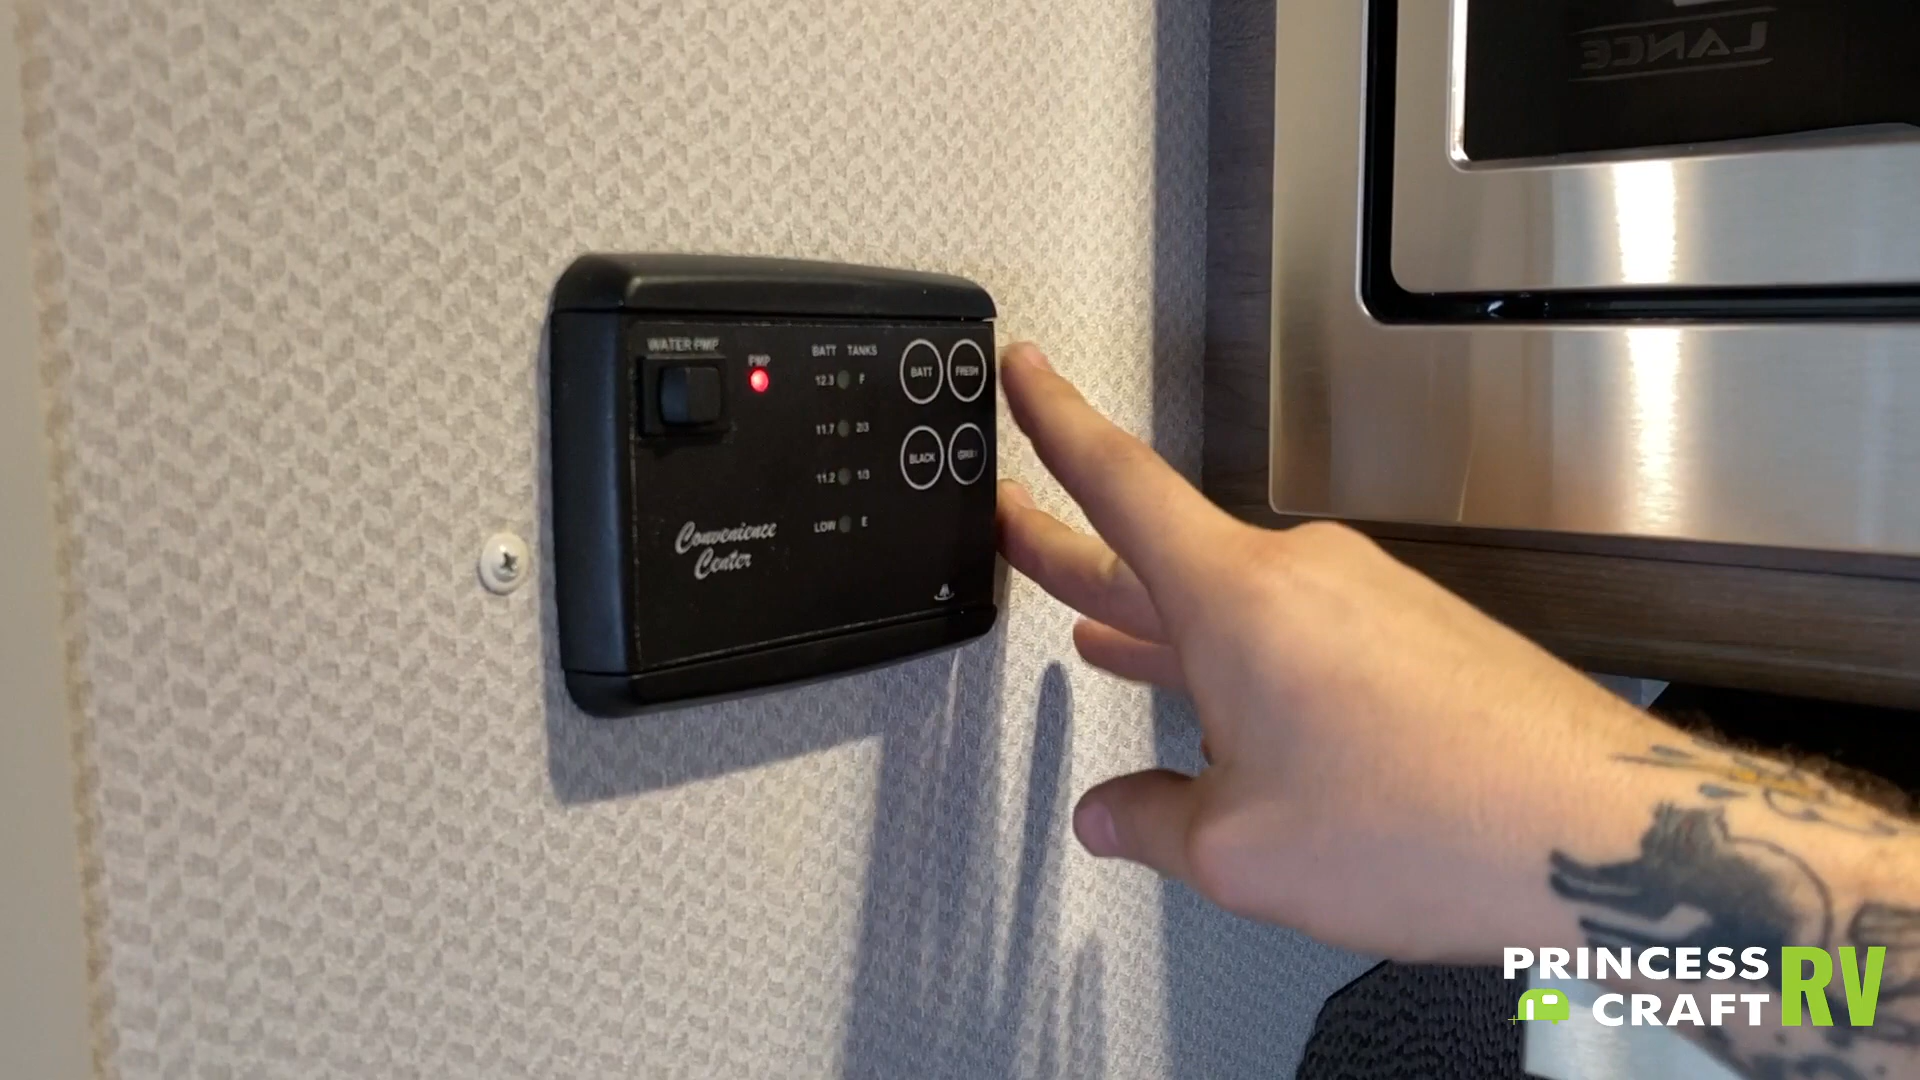 LANCE
WATER PMP
PMP
BATT TANKS
12.3 F
11.7 2/3
11.2 1/3
LOW E
BATT FRESH
BLACK GRAY
Convenience
Center
PRINCESS
CRAFT
RV